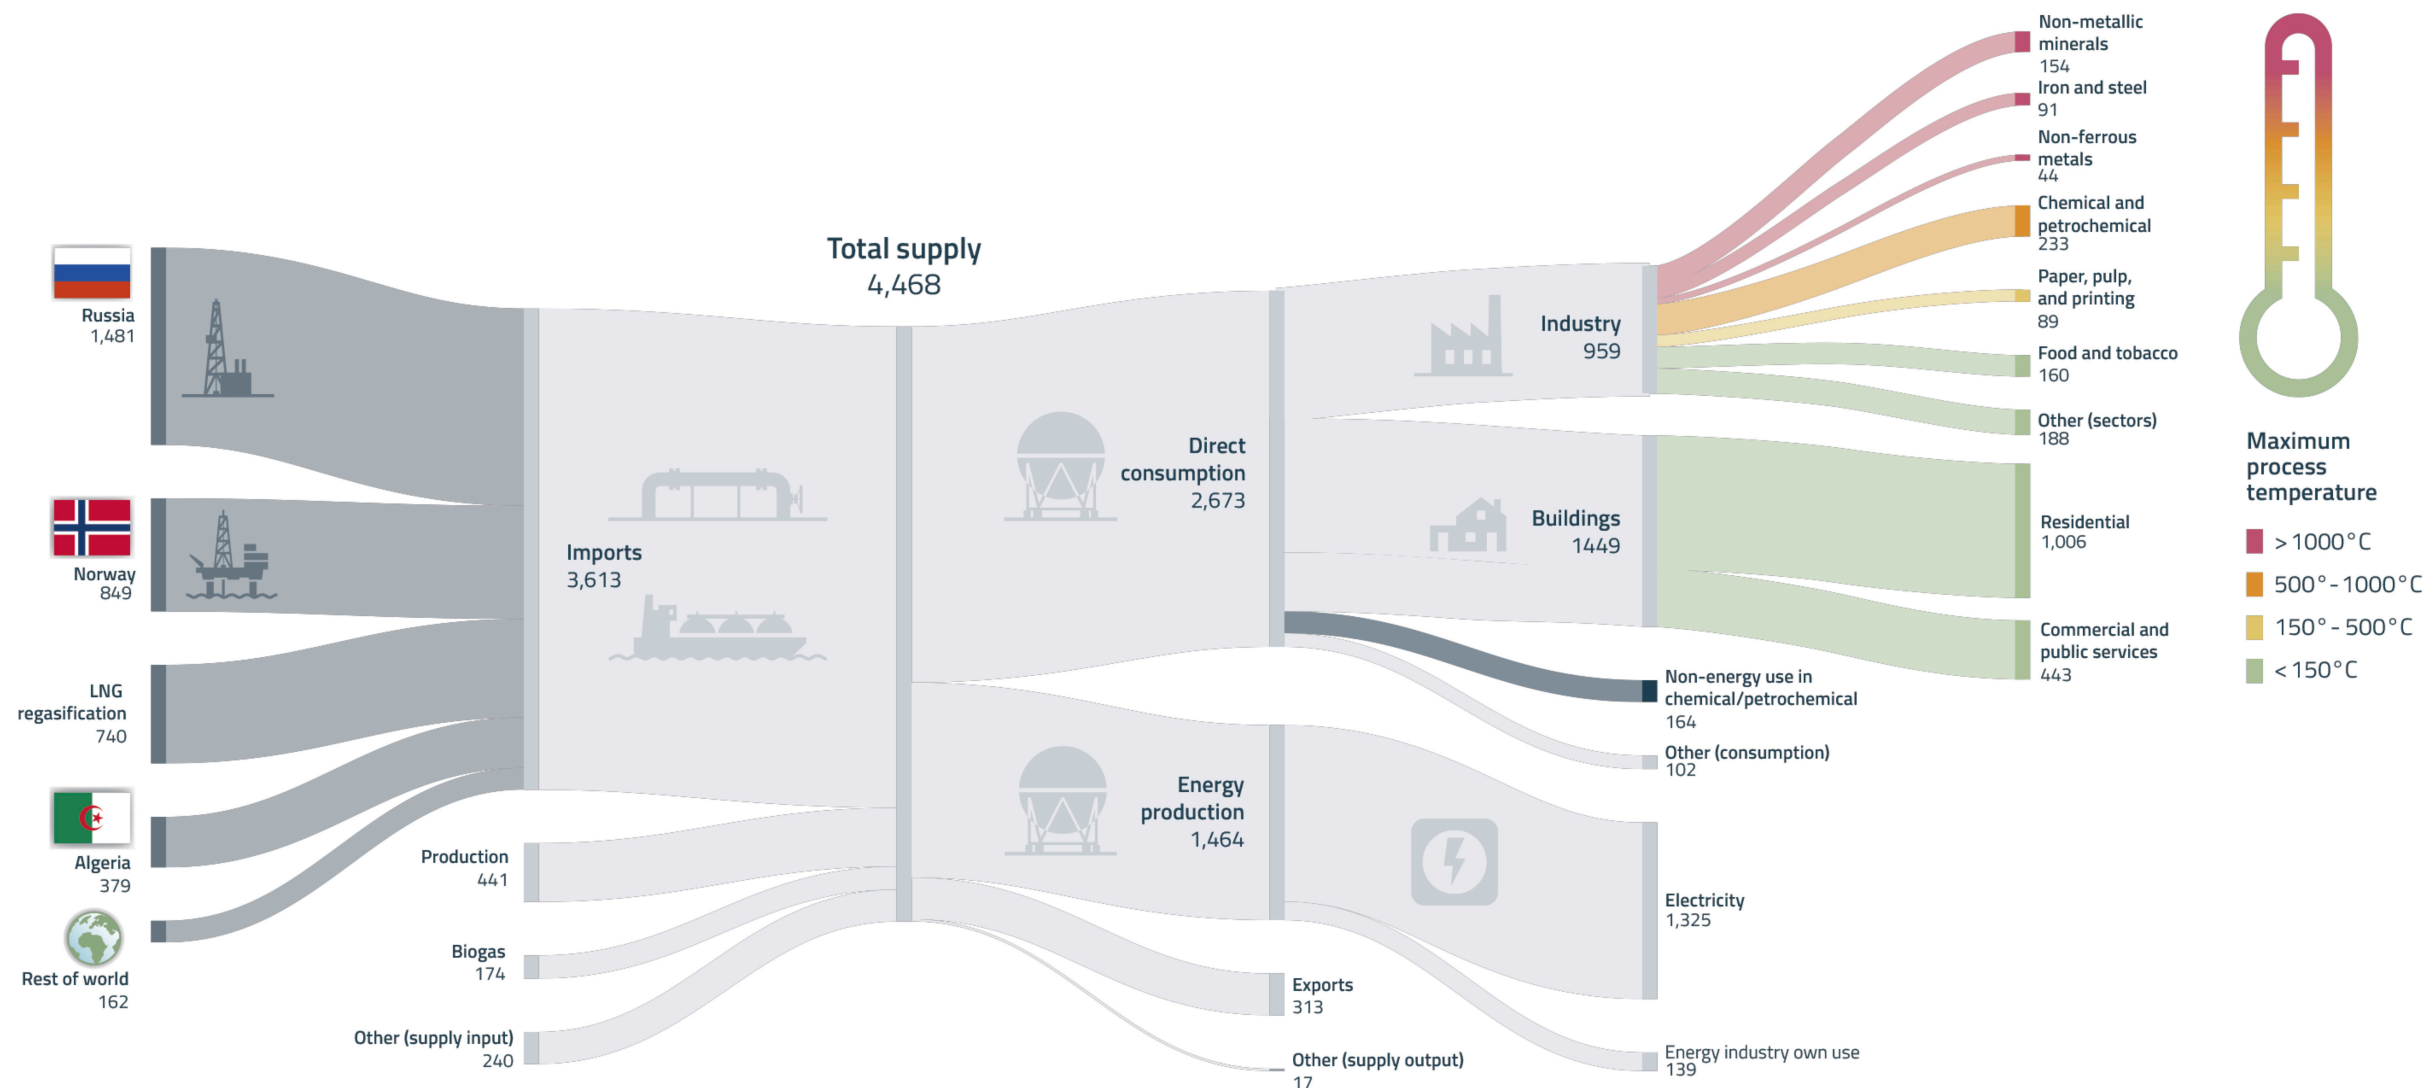 Russia
1,481
Norway
849
LNG
regasification
740
Algeria
379
Rest of world
162
Imports
3,613
Production
441
Biogas
174
Other (supply input)
240
Total supply
4,468
Direct
consumption
2,673
Energy
production
1,464
Exports
313
Other (supply output)
17
Industry
959
Buildings
1449
Non-energy use in
chemical/petrochemical
164
Other (consumption)
102
Electricity
1,325
Energy industry own use
139
Non-metallic
minerals
154
Iron and steel
91
Non-ferrous
metals
44
Chemical and
petrochemical
233
Paper, pulp,
and printing
89
Food and tobacco
160
Other (sectors)
188
Residential
1,006
Commercial and
public services
443
Maximum
process
temperature
>1000°C
500°-1000°C
150°-500°C
<150°C